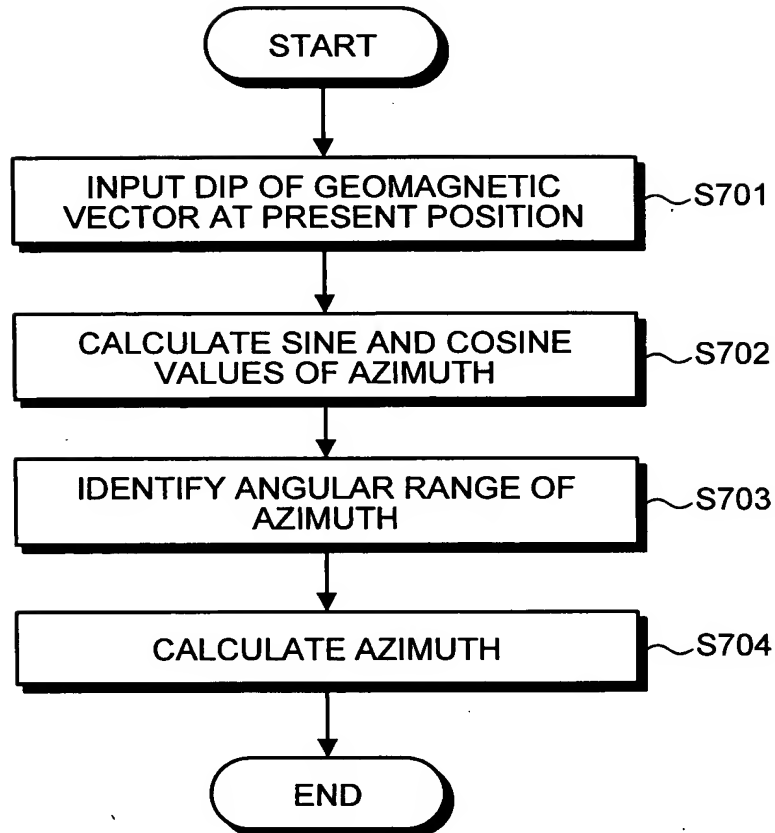 START
INPUT DIP OF GEOMAGNETIC
VECTOR AT PRESENT POSITION
S701
CALCULATE SINE AND COSINE
VALUES OF AZIMUTH
S702
IDENTIFY ANGULAR RANGE OF
AZIMUTH
S703
CALCULATE AZIMUTH
S704
END